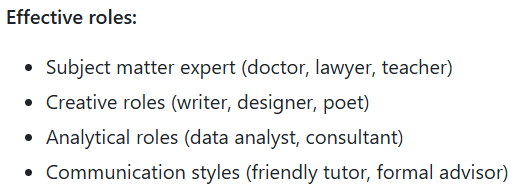 Effective roles:
• Subject matter expert (doctor, lawyer, teacher)
• Creative roles (writer, designer, poet)
• Analytical roles (data analyst, consultant)
• Communication styles (friendly tutor, formal advisor)